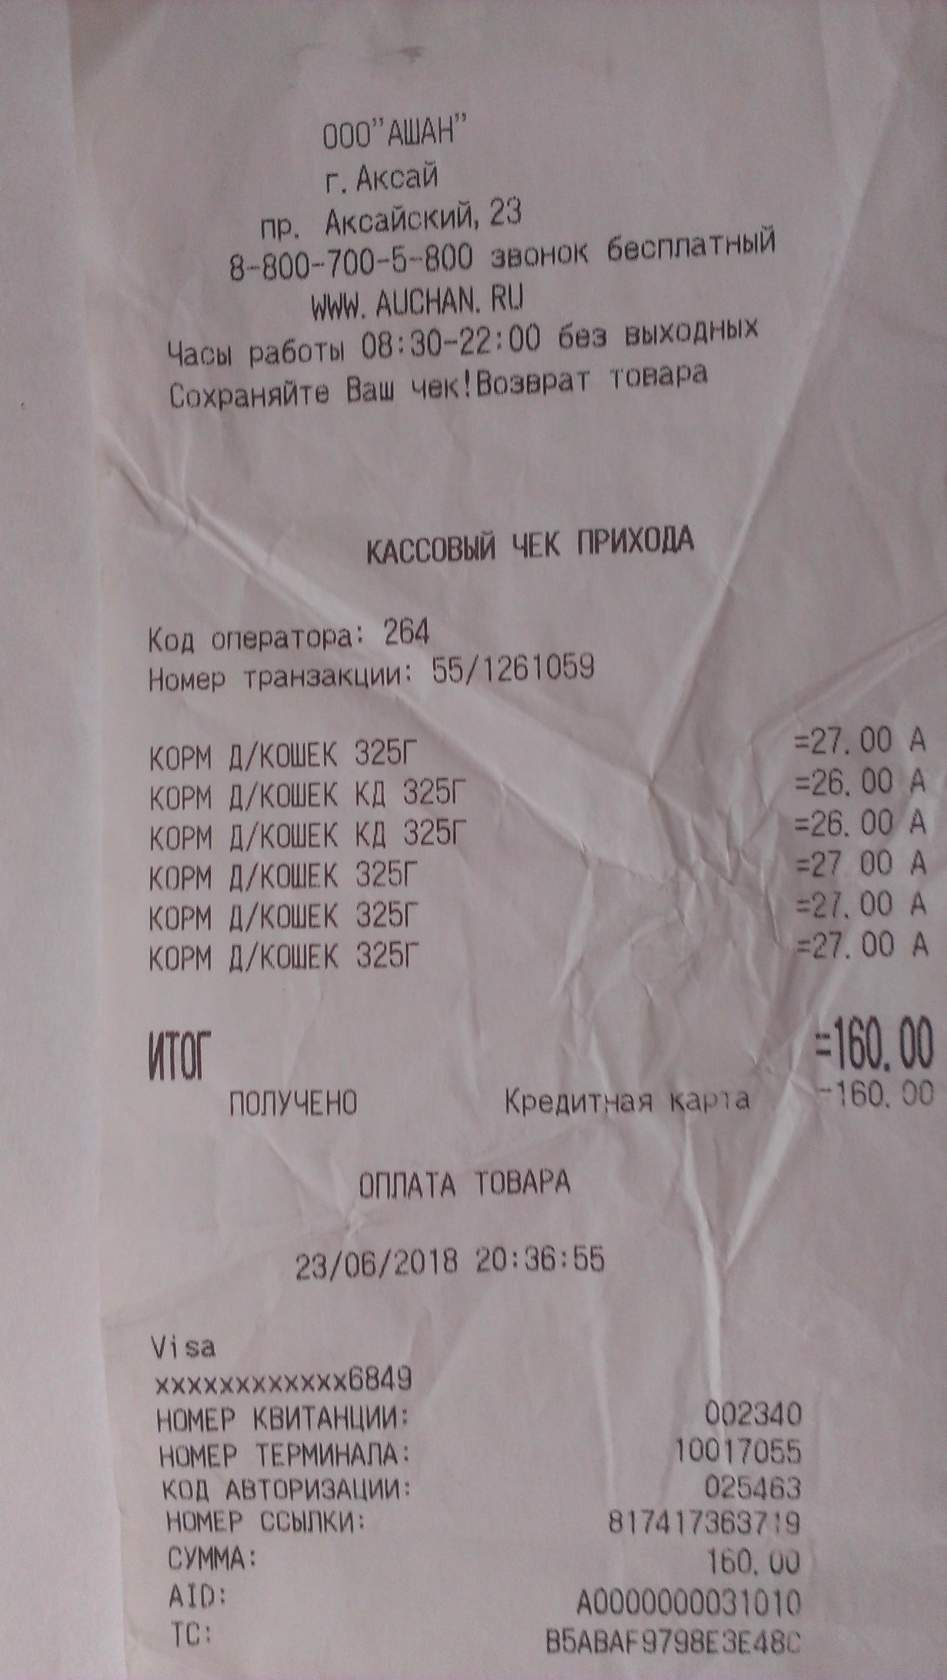 ООО"АШАН"
г. Аксай
пр. Аксайский, 23
8-800-700-5-800 звонок бесплатный
WWW. AUCHAN. RU
Часы работы 08:30-22:00 без выходных
Сохраняйте Ваш чек!Возврат товара
КАССОВЫЙ ЧЕК ПРИХОДА
Код оператора: 264
Номер транзакции: 55/1261059
КОРМ Д/КОШЕК 325Г =27.00 А
КОРМ Д/КОШЕК КД 325Г =26.00 А
КОРМ Д/КОШЕК КД 325Г =26.00 А
КОРМ Д/КОШЕК 325Г =27 00 А
КОРМ Д/КОШЕК 325Г =27.00 А
КОРМ Д/КОШЕК 325Г =27.00 А
ИТОГ =160.00
ПОЛУЧЕНО Кредитная карта =160.00
ОПЛАТА ТОВАРА
23/06/2018 20:36:55
Visa
xxxxxxxxxxxx6849
НОМЕР КВИТАНЦИИ: 002340
НОМЕР ТЕРМИНАЛА: 10017055
КОД АВТОРИЗАЦИИ: 025463
НОМЕР ССЫЛКИ: 817417363719
СУММА: 160.00
AID: A0000000031010
TC: B5ABAF9798E3E48C